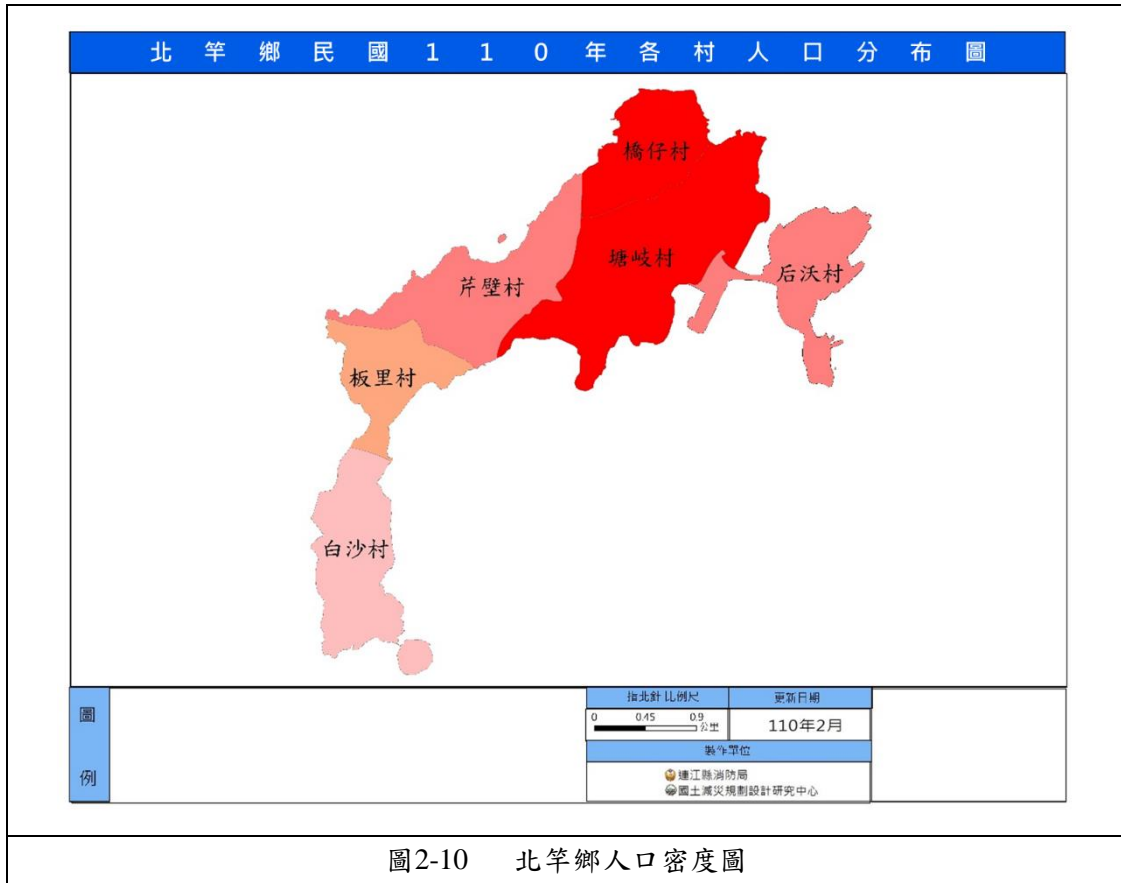 北竿鄉民國110年各村人口分布圖
橋仔村
塘岐村
后沃村
芹壁村
板里村
白沙村
圖例
指北針比例尺
更新日期
0 0.45 0.9
公里
110年2月
製作單位
連江縣消防局
國土減災規劃設計研究中心
圖2-10 北竿鄉人口密度圖